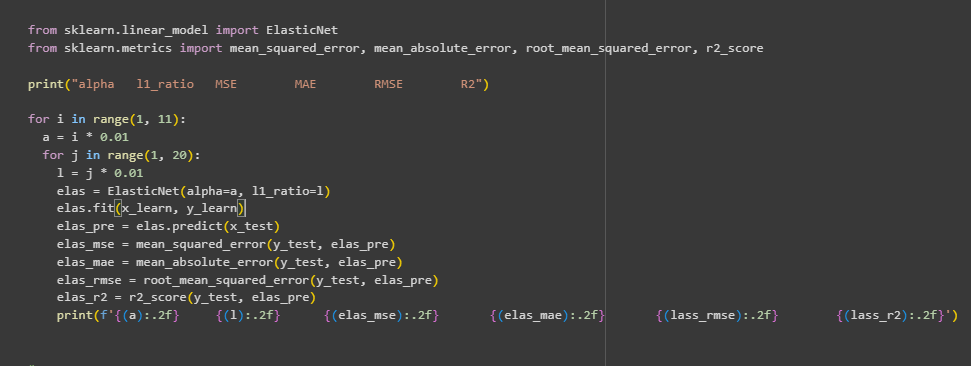 from sklearn.linear_model import ElasticNet
from sklearn.metrics import mean_squared_error, mean_absolute_error, root_mean_squared_error, r2_score

print("alpha   l1_ratio   MSE        MAE        RMSE        R2")

for i in range(1, 11):
  a = i * 0.01
  for j in range(1, 20):
    l = j * 0.01
    elas = ElasticNet(alpha=a, l1_ratio=l)
    elas.fit(x_learn, y_learn)
    elas_pre = elas.predict(x_test)
    elas_mse = mean_squared_error(y_test, elas_pre)
    elas_mae = mean_absolute_error(y_test, elas_pre)
    elas_rmse = root_mean_squared_error(y_test, elas_pre)
    elas_r2 = r2_score(y_test, elas_pre)
    print(f'{(a):.2f}     {(l):.2f}      {(elas_mse):.2f}       {(elas_mae):.2f}       {(lass_rmse):.2f}        {(lass_r2):.2f}')